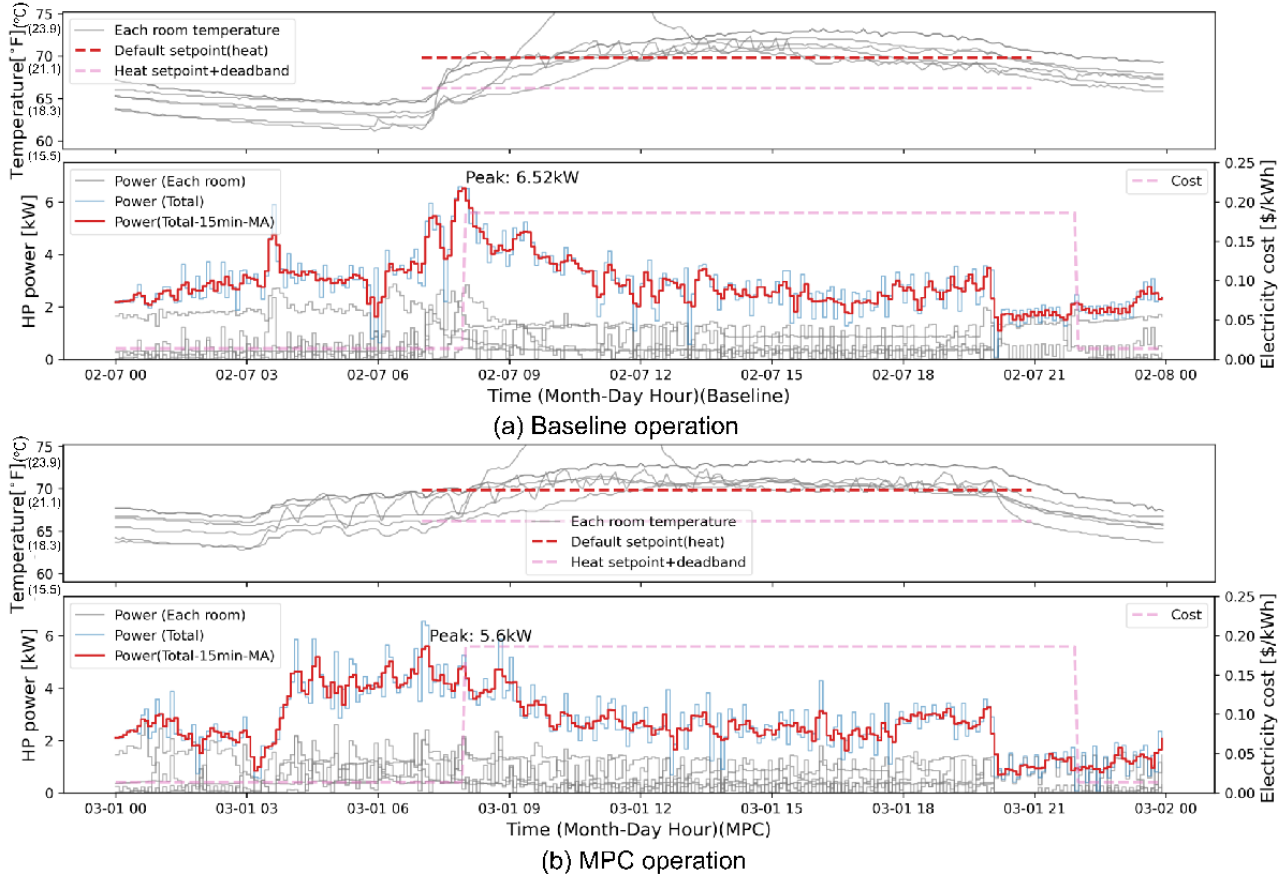 Temperature[°F](°C)
75
(23.9)
70
(21.1)
65
(18.3)
60
(15.5)
Each room temperature
Default setpoint(heat)
Heat setpoint+deadband
HP power [kW]
6
4
2
0
Power (Each room)
Power (Total)
Power(Total-15min-MA)
Peak: 6.52kW
Cost
0.25
0.20
0.15
0.10
0.05
0.00
Electricity cost [$/kWh]
02-07 00 02-07 03 02-07 06 02-07 09 02-07 12 02-07 15 02-07 18 02-07 21 02-08 00
Time (Month-Day Hour)(Baseline)
(a) Baseline operation
Temperature[°F](°C)
75
(23.9)
70
(21.1)
65
(18.3)
60
(15.5)
Each room temperature
Default setpoint(heat)
Heat setpoint+deadband
HP power [kW]
6
4
2
0
Power (Each room)
Power (Total)
Power(Total-15min-MA)
Peak: 5.6kW
Cost
0.25
0.20
0.15
0.10
0.05
0.00
Electricity cost [$/kWh]
03-01 00 03-01 03 03-01 06 03-01 09 03-01 12 03-01 15 03-01 18 03-01 21 03-02 00
Time (Month-Day Hour)(MPC)
(b) MPC operation